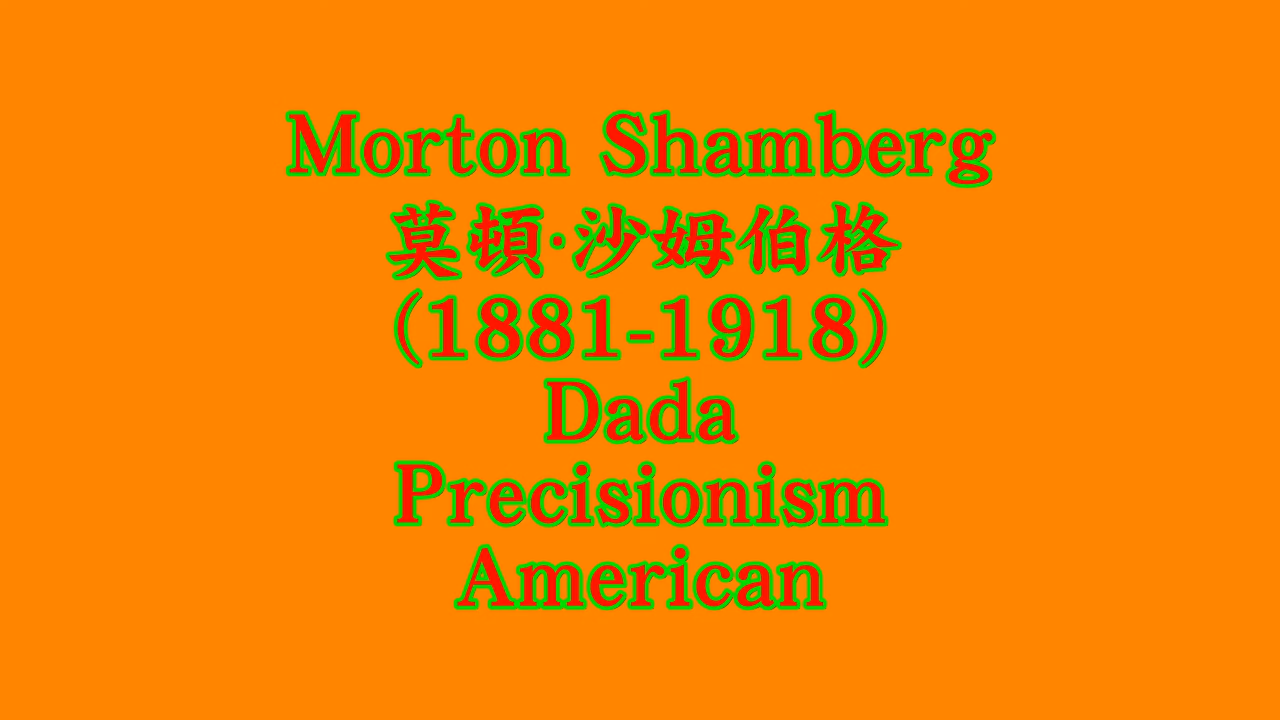 Morton Shamberg
莫頓·沙姆伯格
(1881-1918)
Dada
Precisionism
American